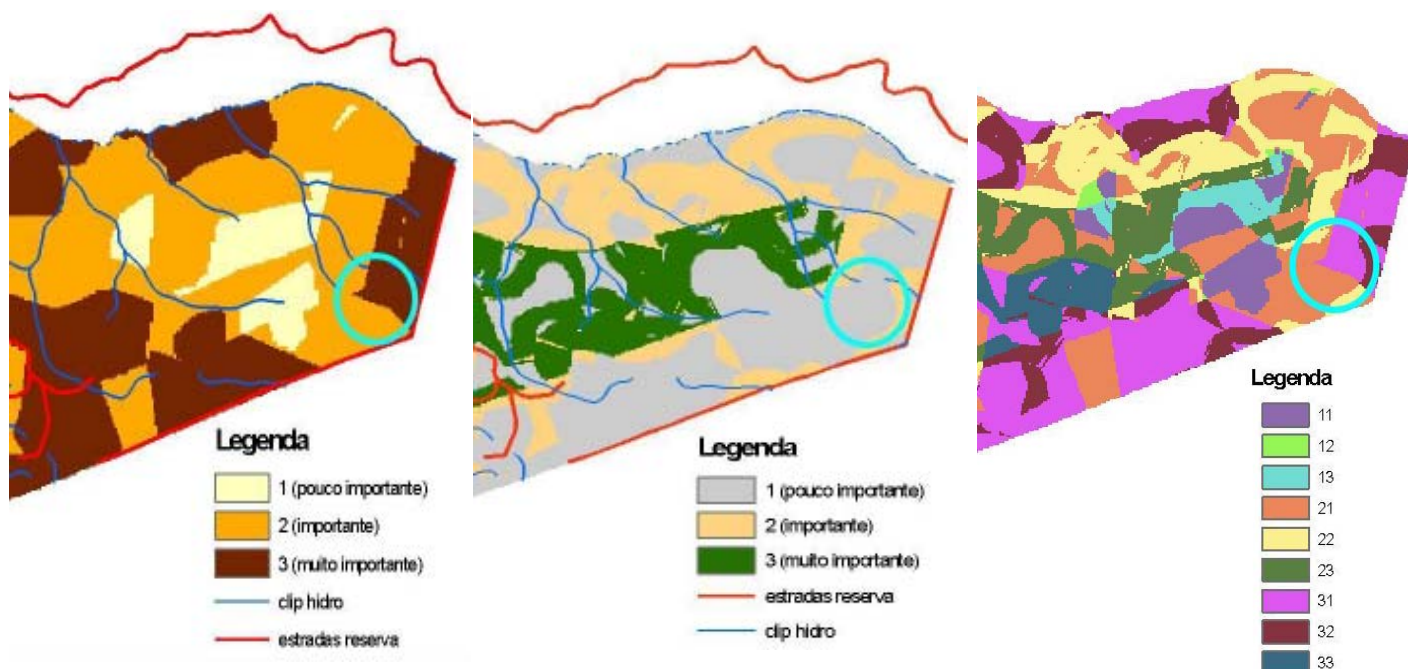 Legenda
1 (pouco importante)
2 (importante)
3 (muito importante)
clip hidro
estradas reserva
Legenda
1 (pouco importante)
2 (importante)
3 (muito importante)
estradas reserva
clip hidro
Legenda
11
12
13
21
22
23
31
32
33